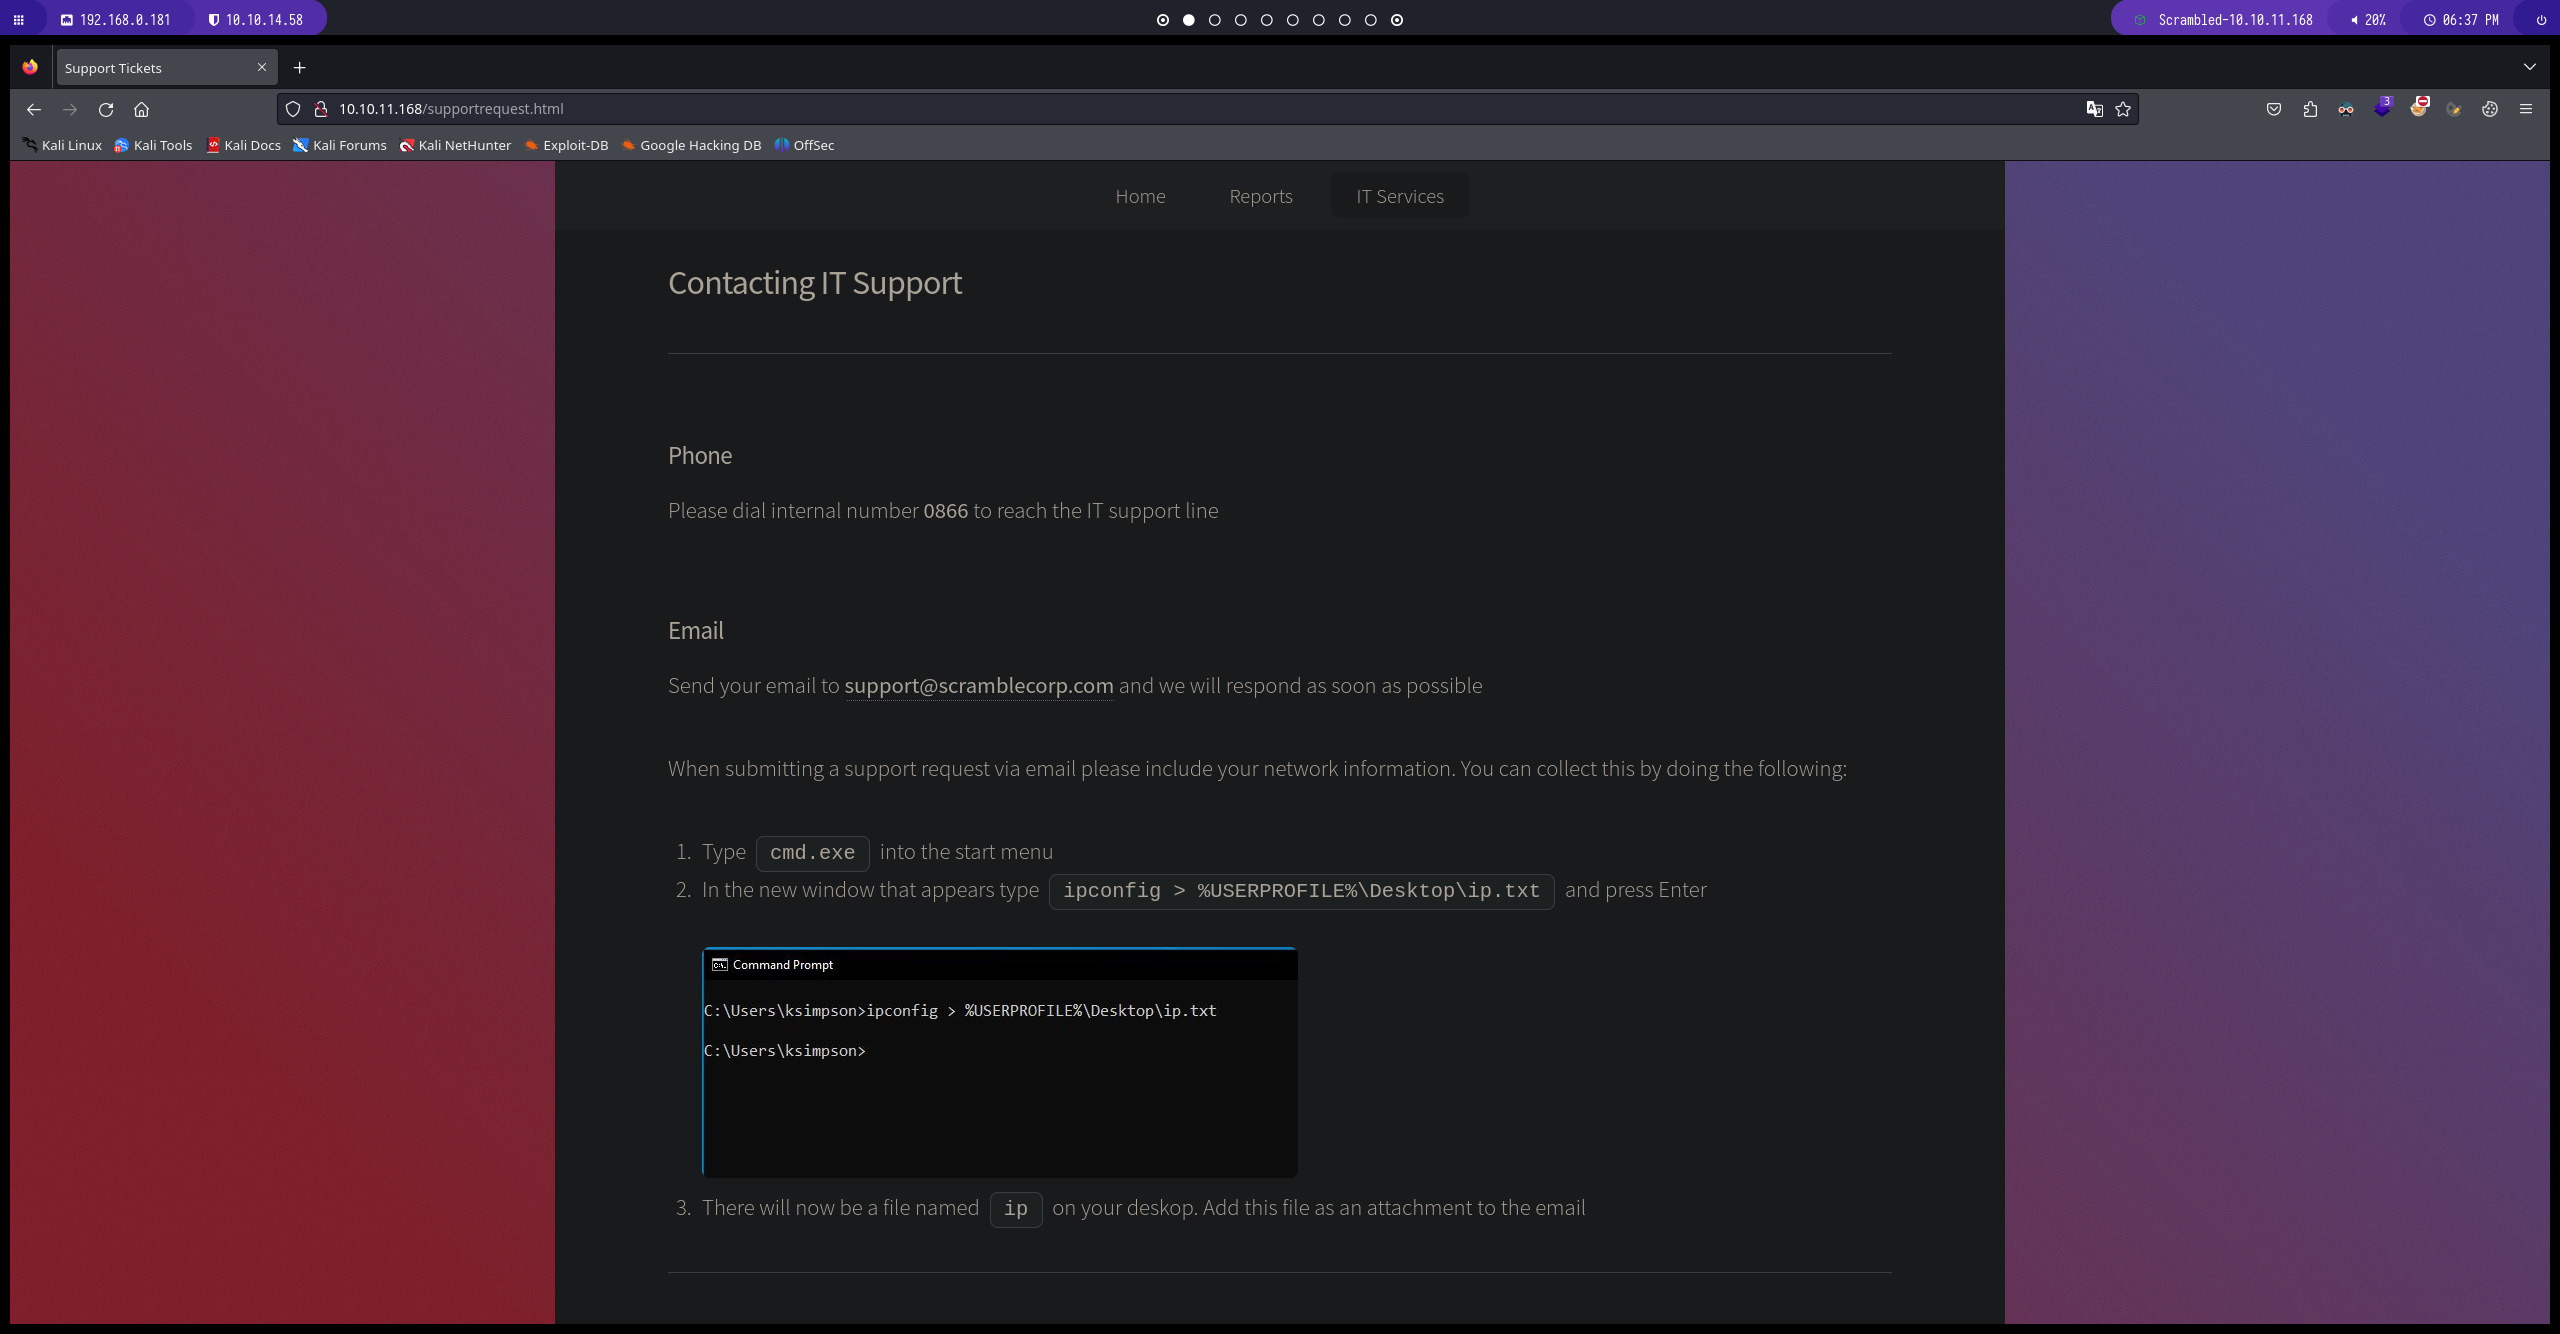 192.168.0.181 10.10.14.58 Scrambled-10.10.11.168 20% 06:37 PM
Support Tickets
10.10.11.168/supportrequest.html 3
Kali Linux Kali Tools Kali Docs Kali Forums Kali NetHunter Exploit-DB Google Hacking DB OffSec
Home Reports IT Services
Contacting IT Support
Phone
Please dial internal number 0866 to reach the IT support line
Email
Send your email to support@scramblecorp.com and we will respond as soon as possible
When submitting a support request via email please include your network information. You can collect this by doing the following:
1. Type cmd.exe into the start menu
2. In the new window that appears type ipconfig > %USERPROFILE%\Desktop\ip.txt and press Enter
Command Prompt
C:\Users\ksimpson>ipconfig > %USERPROFILE%\Desktop\ip.txt
C:\Users\ksimpson>
3. There will now be a file named ip on your deskop. Add this file as an attachment to the email